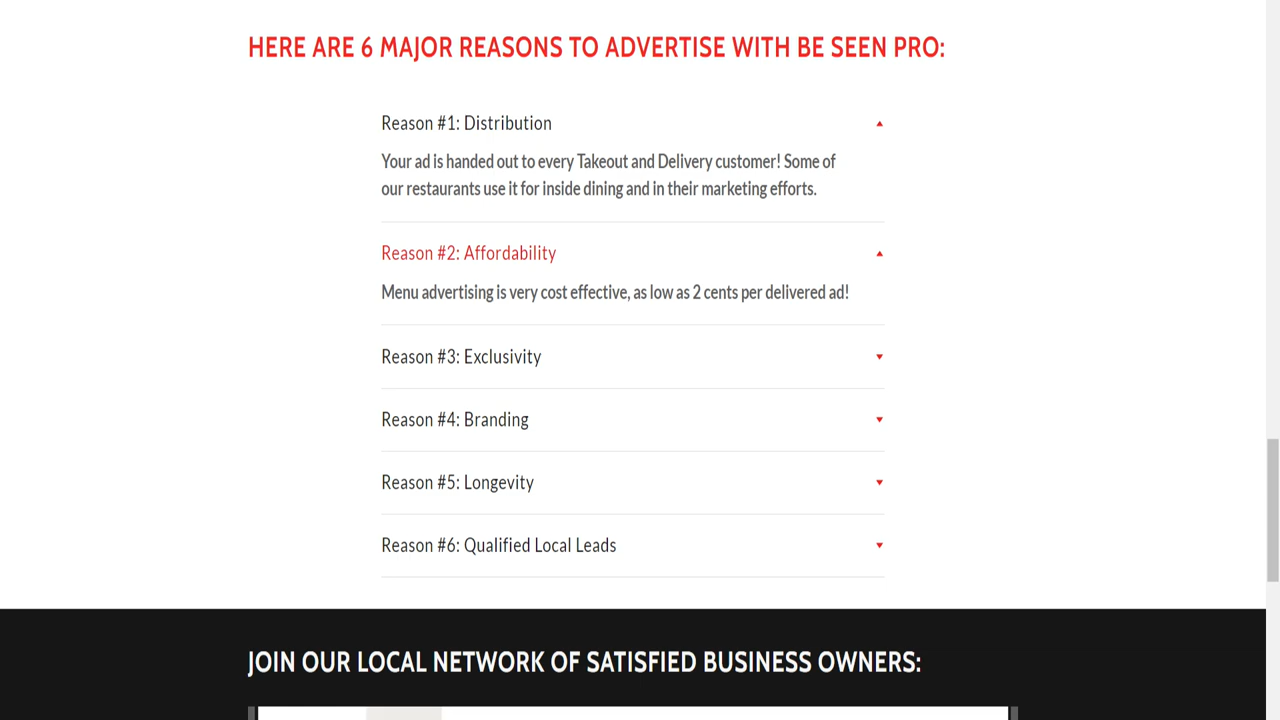 HERE ARE 6 MAJOR REASONS TO ADVERTISE WITH BE SEEN PRO:
Reason #1: Distribution
Your ad is handed out to every Takeout and Delivery customer! Some of
our restaurants use it for inside dining and in their marketing efforts.
Reason #2: Affordability
Menu advertising is very cost effective, as low as 2 cents per delivered ad!
Reason #3: Exclusivity
Reason #4: Branding
Reason #5: Longevity
Reason #6: Qualified Local Leads
JOIN OUR LOCAL NETWORK OF SATISFIED BUSINESS OWNERS: